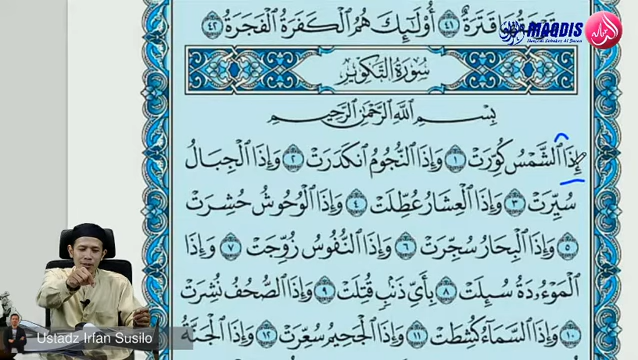 قَتَرَةٌ ٤١ أُو۟لَٰٓئِكَ هُمُ ٱلْكَفَرَةُ ٱلْفَجَرَةُ ٤٢
MAQDIS
سُورَةُ التَّكْوِيرِ
بِسْمِ ٱللَّهِ ٱلرَّحْمَٰنِ ٱلرَّحِيمِ
إِذَا ٱلشَّمْسُ كُوِّرَتْ ١ وَإِذَا ٱلنُّجُومُ ٱنكَدَرَتْ ٢ وَإِذَا ٱلْجِبَالُ
سُيِّرَتْ ٣ وَإِذَا ٱلْعِشَارُ عُطِّلَتْ ٤ وَإِذَا ٱلْوُحُوشُ حُشِرَتْ
٥ وَإِذَا ٱلْبِحَارُ سُجِّرَتْ ٦ وَإِذَا ٱلنُّفُوسُ زُوِّجَتْ ٧ وَإِذَا
ٱلْمَوْءُۥدَةُ سُئِلَتْ ٨ بِأَىِّ ذَنۢبٍ قُتِلَتْ ٩ وَإِذَا ٱلصُّحُفُ نُشِرَتْ
١٠ وَإِذَا ٱلسَّمَآءُ كُشِطَتْ ١١ وَإِذَا ٱلْجَحِيمُ سُعِّرَتْ ١٢ وَإِذَا ٱلْجَنَّةُ
Ustadz Irfan Susilo